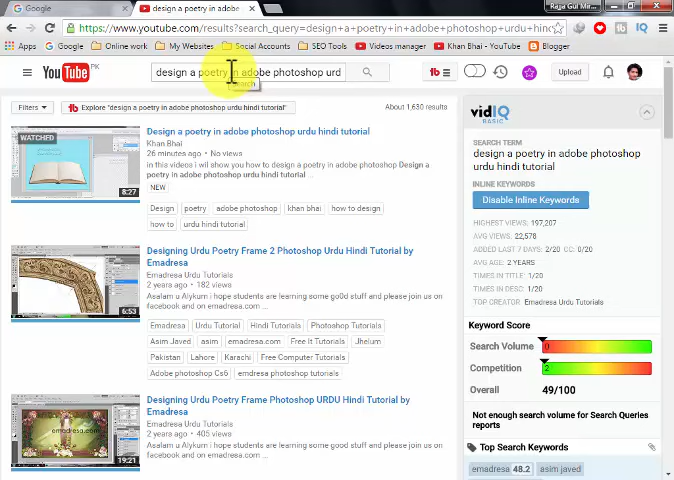 Google
design a poetry in adobe
Raja Gul Mir...
https://www.youtube.com/results?search_query=design+a+poetry+in+adobe+photoshop+urdu+hin
Apps
Google
Online work
My Websites
Social Accounts
SEO Tools
Videos manager
Khan Bhai - YouTube
Blogger
YouTube PK
design a poetry in adobe photoshop urd
Search
Upload
IQ
Filters
Explore "design a poetry in adobe photoshop urdu hindi tutorial"
About 1,630 results
WATCHED
8:27
Design a poetry in adobe photoshop urdu hindi tutorial
Khan Bhai
26 minutes ago • No views
in this videos i wil show you how to design a poetry in adobe photoshop Design a
poetry in adobe photoshop urdu hindi tutorial ...
NEW
Design
poetry
adobe photoshop
khan bhai
how to design
how to
urdu hindi tutorial
6:53
Designing Urdu Poetry Frame 2 Photoshop Urdu Hindi Tutorial by
Emadresa
Emadresa Urdu Tutorials
2 years ago • 182 views
Asalam u Alykum i hope students are learning some go0d stuff and please join us on
facebook and on emadresa.com ...
Emadresa
Urdu Tutorial
Hindi Tutorials
Photoshop Tutorials
Asim Javed
asim
emadresa.com
Free It Tutorials
Jhelum
Pakistan
Lahore
Karachi
Free Computer Tutorials
Adobe photoshop Cs6
emdresa photoshop tutorials
emadresa.com
19:21
Designing Urdu Poetry Frame Photoshop URDU Hindi Tutorial by
Emadresa
Emadresa Urdu Tutorials
2 years ago • 405 views
Asalam u Alykum i hope students are learning some good stuff and please join us on
facebook and on emadresa.com ...
vidIQ
BASIC
SEARCH TERM
design a poetry in adobe photoshop
urdu hindi tutorial
INLINE KEYWORDS
Disable Inline Keywords
HIGHEST VIEWS: 197,207
AVG VIEWS: 22,578
ADDED LAST 7 DAYS: 2/20 CC: 0/20
AVG AGE: 2 YEARS
TIMES IN TITLE: 1/20
TIMES IN DESC: 1/20
TOP CREATOR: Emadresa Urdu Tutorials
Keyword Score
Search Volume 0
Competition 2
Overall 49/100
Not enough search volume for Search Queries
reports
Top Search Keywords
emadresa 48.2
asim javed